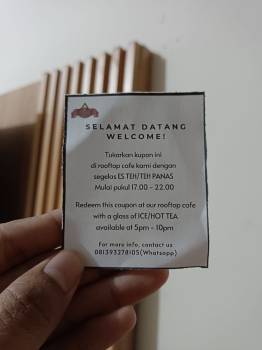 SELAMAT DATANG
WELCOME!
Tukarkan kupon ini
di rooftop cafe kami dengan
segelas ES TEH/TEH PANAS
Mulai pukul 17.00 - 22.00
Redeem this coupon at our rooftop cafe
with a glass of ICE/HOT TEA
available at 5pm - 10pm
For more info, contact us
081393278105(Whatsapp)